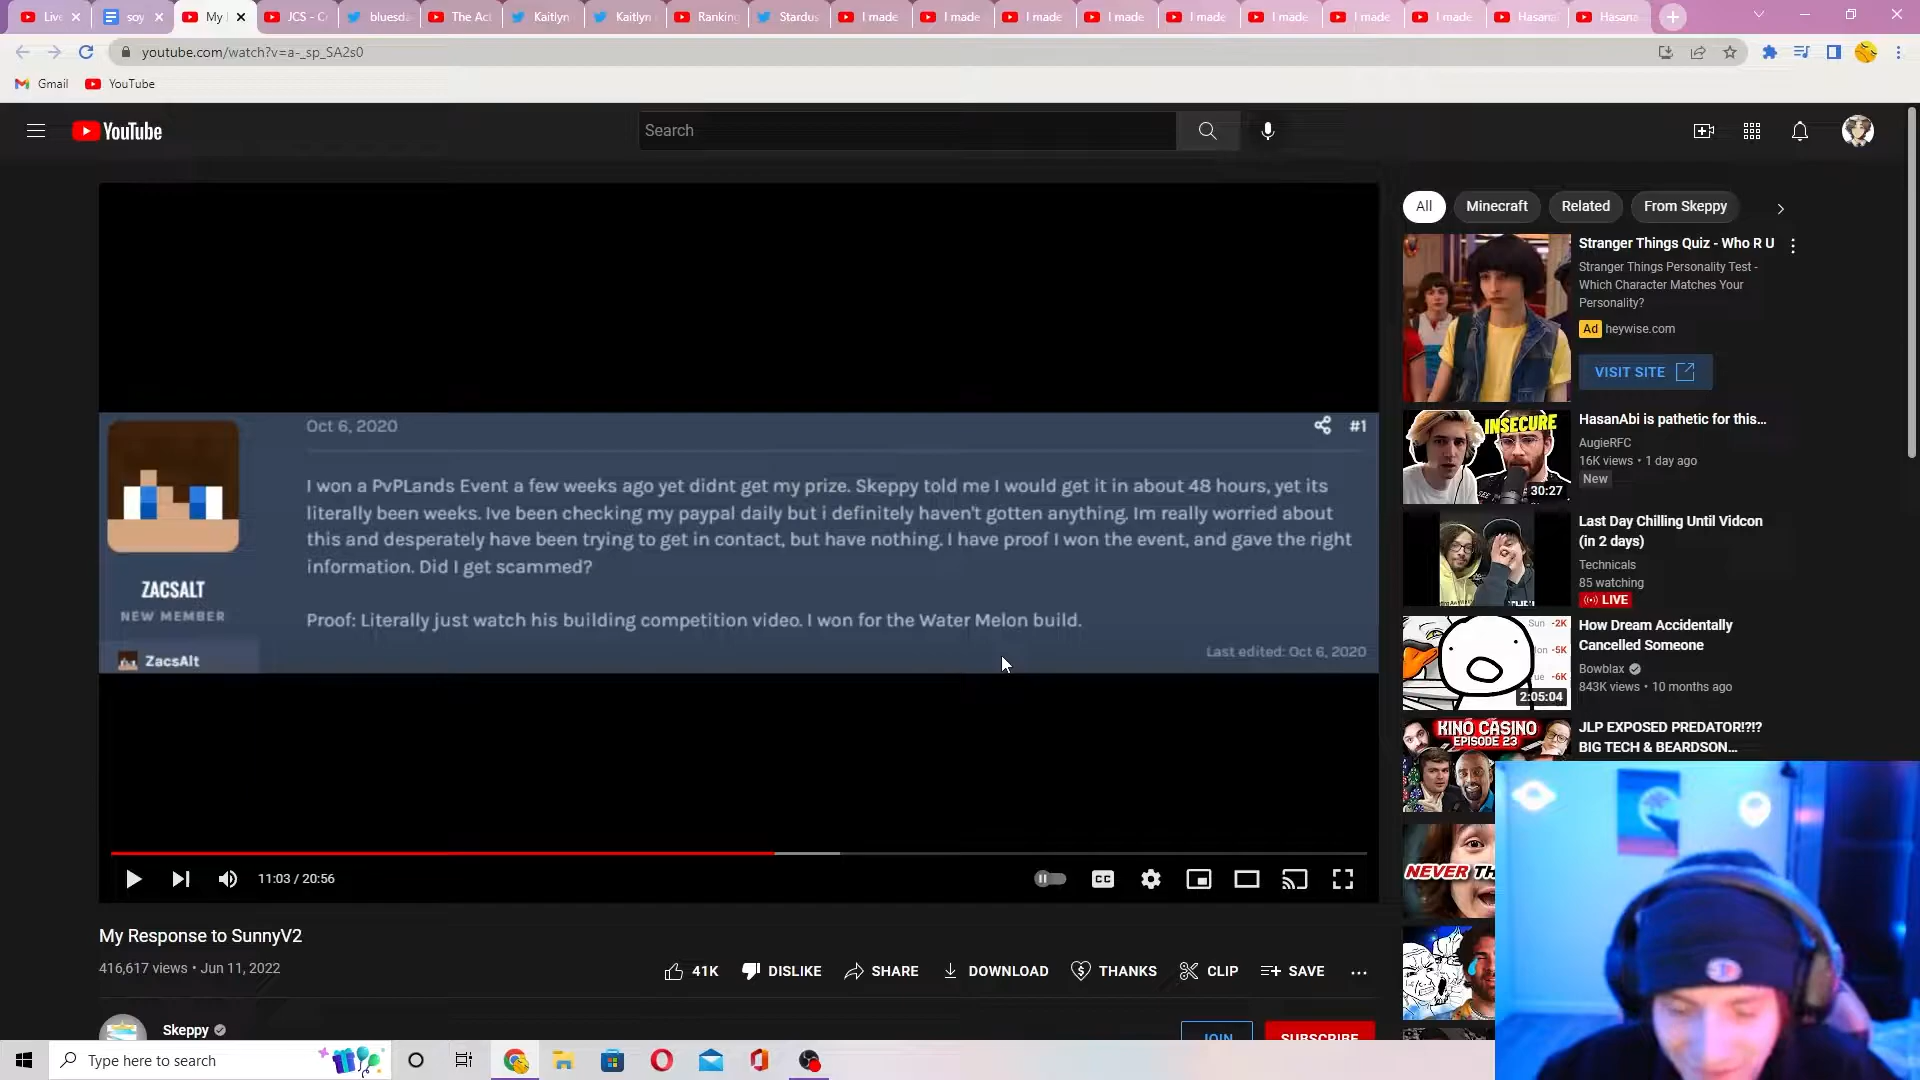 Live
soy
My
JCS - C
bluesda
The Act
Kaitlyn
Kaitlyn
Ranking
Stardus
I made
I made
I made
I made
I made
I made
I made
I made
Hasana
Hasana
youtube.com/watch?v=a-_sp_SA2s0
Gmail
YouTube
YouTube
Search
All
Minecraft
Related
From Skeppy
Oct 6, 2020
#1
I won a PvPLands Event a few weeks ago yet didnt get my prize. Skeppy told me I would get it in about 48 hours, yet its
literally been weeks. Ive been checking my paypal daily but i definitely haven't gotten anything. Im really worried about
this and desperately have been trying to get in contact, but have nothing. I have proof I won the event, and gave the right
information. Did I get scammed?
Proof: Literally just watch his building competition video. I won for the Water Melon build.
Last edited: Oct 6, 2020
ZACSALT
NEW MEMBER
ZacsAlt
11:03 / 20:56
CC
My Response to SunnyV2
416,617 views • Jun 11, 2022
41K
DISLIKE
SHARE
DOWNLOAD
THANKS
CLIP
SAVE
Skeppy
JOIN
SUBSCRIBE
Stranger Things Quiz - Who R U
Stranger Things Personality Test -
Which Character Matches Your
Personality?
Ad heywise.com
VISIT SITE
INSECURE
30:27
HasanAbi is pathetic for this...
AugieRFC
16K views • 1 day ago
New
Last Day Chilling Until Vidcon
(in 2 days)
Technicals
85 watching
LIVE
Sun -2K
-5K
-6K
2:05:04
How Dream Accidentally
Cancelled Someone
Bowblax
843K views • 10 months ago
KINO CASINO
EPISODE 23
JLP EXPOSED PREDATOR!?!?
BIG TECH & BEARDSON...
NEVER TH
Type here to search